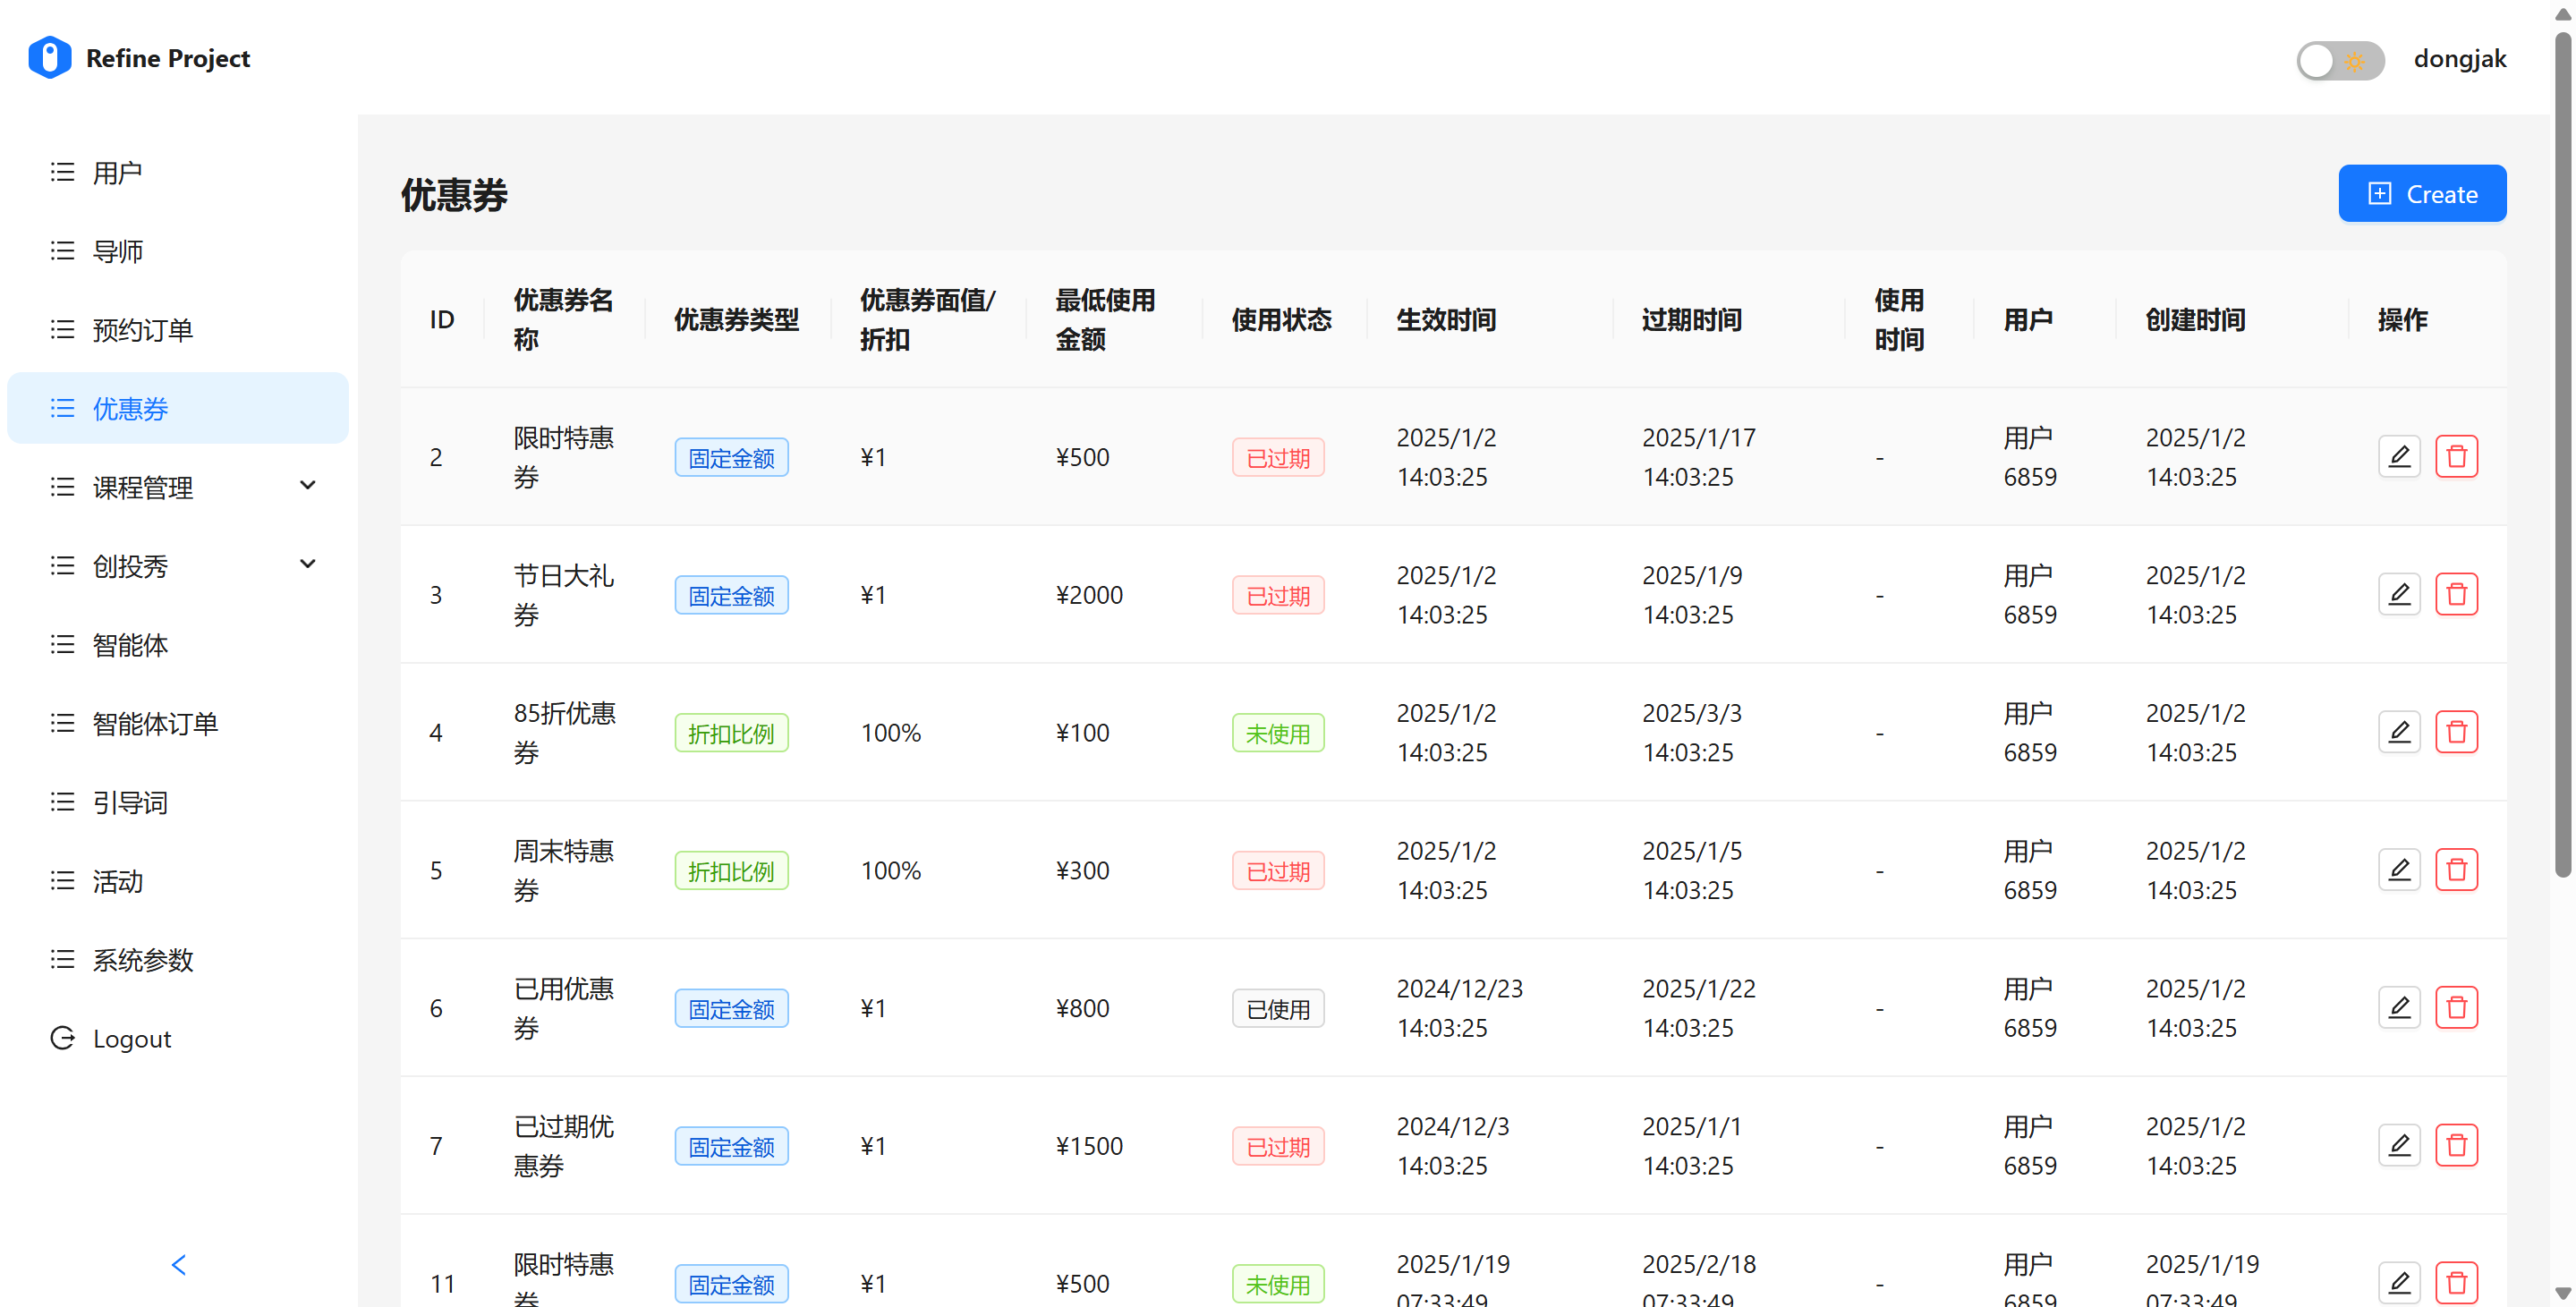 Refine Project
dongjak
用户
导师
预约订单
优惠券
课程管理
创投秀
智能体
智能体订单
引导词
活动
系统参数
Logout
优惠券
Create
ID 优惠券名称 优惠券类型 优惠券面值/折扣 最低使用金额 使用状态 生效时间 过期时间 使用时间 用户 创建时间 操作
2 限时特惠券 固定金额 ¥1 ¥500 已过期 2025/1/2 14:03:25 2025/1/17 14:03:25 - 用户6859 2025/1/2 14:03:25
3 节日大礼券 固定金额 ¥1 ¥2000 已过期 2025/1/2 14:03:25 2025/1/9 14:03:25 - 用户6859 2025/1/2 14:03:25
4 85折优惠券 折扣比例 100% ¥100 未使用 2025/1/2 14:03:25 2025/3/3 14:03:25 - 用户6859 2025/1/2 14:03:25
5 周末特惠券 折扣比例 100% ¥300 已过期 2025/1/2 14:03:25 2025/1/5 14:03:25 - 用户6859 2025/1/2 14:03:25
6 已用优惠券 固定金额 ¥1 ¥800 已使用 2024/12/23 14:03:25 2025/1/22 14:03:25 - 用户6859 2025/1/2 14:03:25
7 已过期优惠券 固定金额 ¥1 ¥1500 已过期 2024/12/3 14:03:25 2025/1/1 14:03:25 - 用户6859 2025/1/2 14:03:25
11 限时特惠券 固定金额 ¥1 ¥500 未使用 2025/1/19 07:33:49 2025/2/18 07:33:49 - 用户6859 2025/1/19 07:33:49